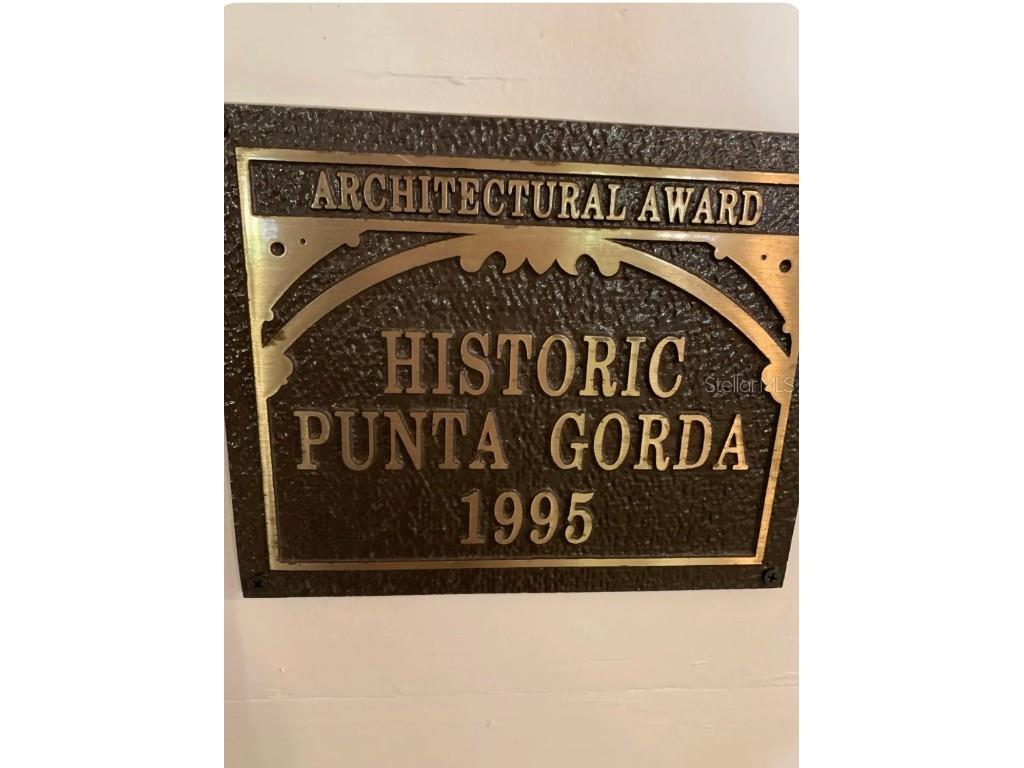 ARCHITECTURAL AWARD
HISTORIC
StellarMLS
PUNTA GORDA
1995